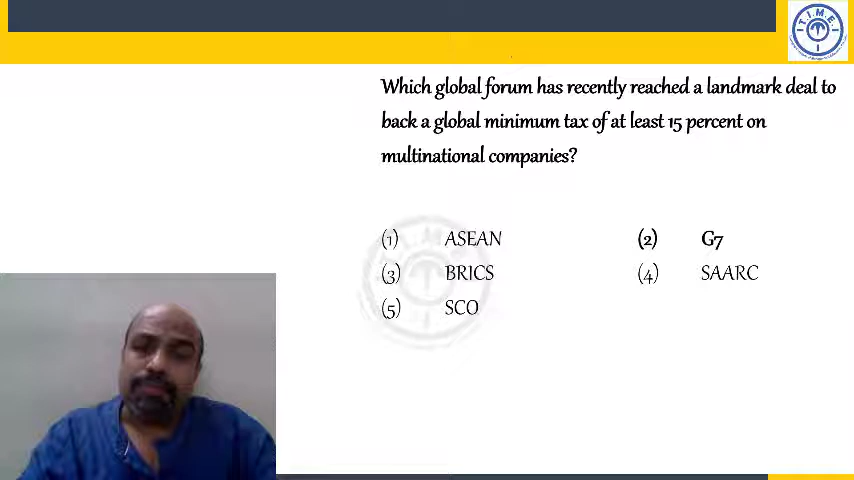 T.I.M.E.
Which global forum has recently reached a landmark deal to
back a global minimum tax of at least 15 percent on
multinational companies?
(1) ASEAN (2) G7
(3) BRICS (4) SAARC
(5) SCO